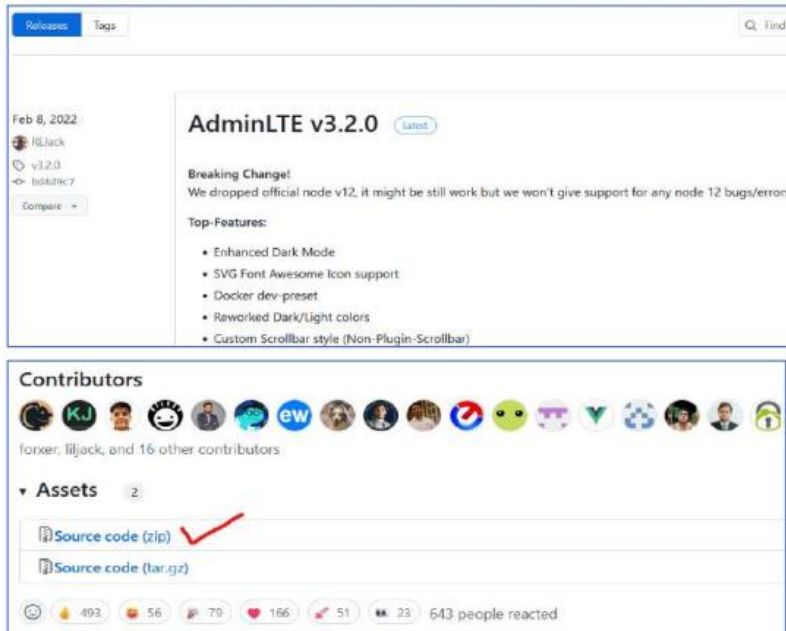 Releases Tags
Find
Feb 8, 2022
REJack
v3.2.0
bd4d9c7
Compare
AdminLTE v3.2.0 Latest
Breaking Change!
We dropped official node v12, it might be still work but we won't give support for any node 12 bugs/error
Top-Features:
• Enhanced Dark Mode
• SVG Font Awesome Icon support
• Docker dev-preset
• Reworked Dark/Light colors
• Custom Scrollbar style (Non-Plugin-Scrollbar)
Contributors
KJ ew
forxer, liljack, and 16 other contributors
Assets 2
Source code (zip)
Source code (tar.gz)
493 56 70 166 51 23 643 people reacted